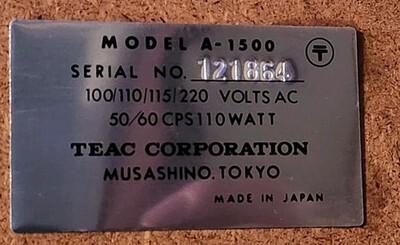 MODEL A-1500
SERIAL NO. 121864
100/110/115/220 VOLTS AC
50/60 CPS 110 WATT
TEAC CORPORATION
MUSASHINO. TOKYO
MADE IN JAPAN